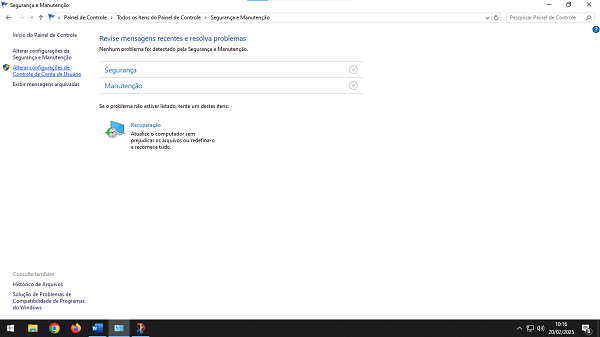 Segurança e Manutenção
Painel de Controle > Todos os Itens do Painel de Controle > Segurança e Manutenção
Pesquisar Painel de Controle
Início do Painel de Controle
Alterar configurações da
Segurança e Manutenção
Alterar configurações de
Controle de Conta de Usuário
Exibir mensagens arquivadas
Revise mensagens recentes e resolva problemas
Nenhum problema foi detectado pela Segurança e Manutenção.
Segurança
Manutenção
Se o problema não estiver listado, tente um destes itens:
Recuperação
Atualize o computador sem
prejudicar os arquivos ou redefina-o
e recomece tudo.
Consulte também
Histórico de Arquivos
Solução de Problemas de
Compatibilidade de Programas
do Windows
10:16
20/02/2025